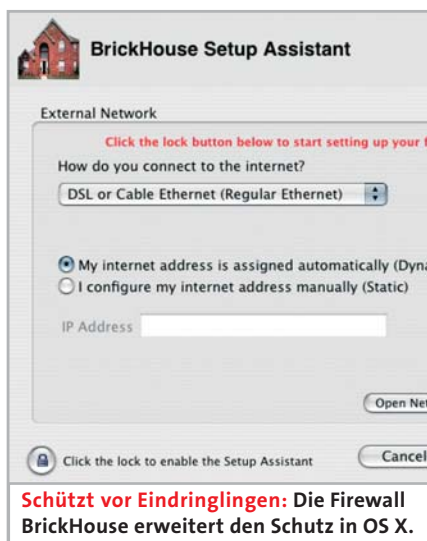 BrickHouse Setup Assistant
External Network
Click the lock button below to start setting up your f
How do you connect to the internet?
DSL or Cable Ethernet (Regular Ethernet)
My internet address is assigned automatically (Dyna
I configure my internet address manually (Static)
IP Address
Open Net
Click the lock to enable the Setup Assistant
Cancel
Schützt vor Eindringlingen: Die Firewall
BrickHouse erweitert den Schutz in OS X.